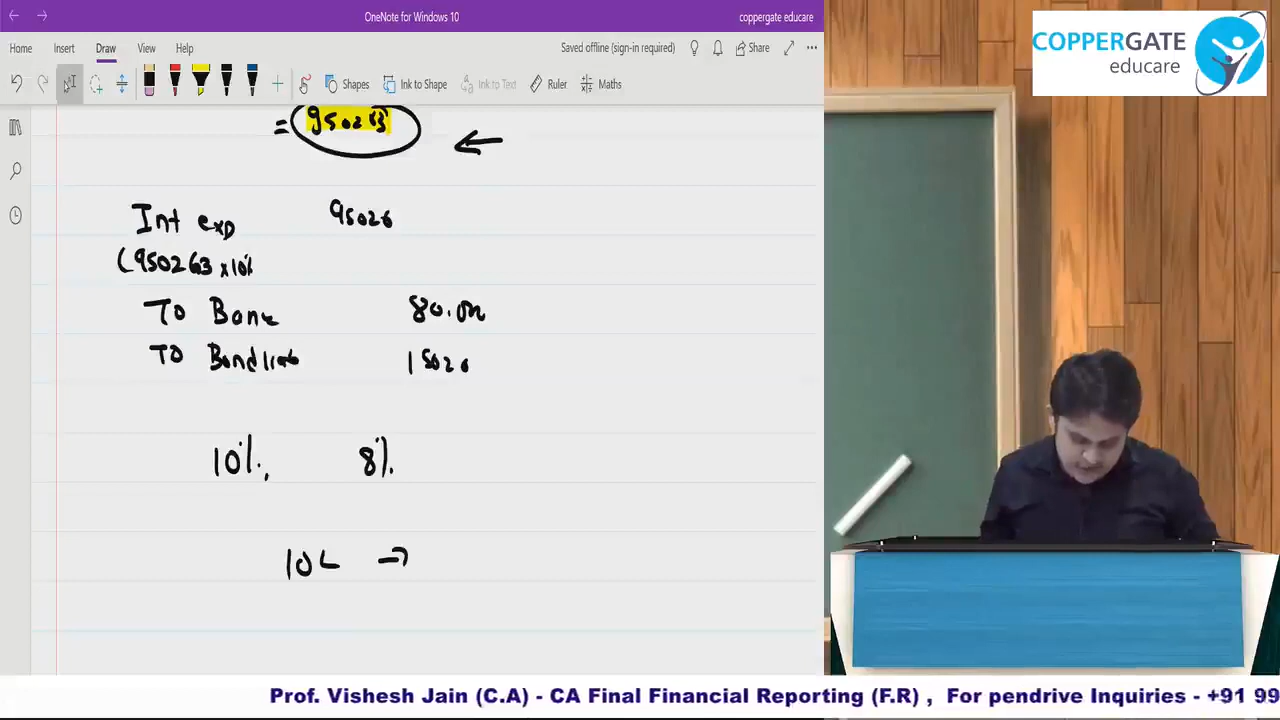 OneNote for Windows 10
coppergate educare
Home Insert Draw View Help
Saved offline (sign-in required)
Share
Shapes
Ink to Shape
Ink to Text
Ruler
Maths
COPPERGATE
educare
= 950263
Int exp 95026
(950263 x 10%
To Bank 80.000
To Bond liab 15026
10%, 8%
10L →
Prof. Vishesh Jain (C.A) - CA Final Financial Reporting (F.R) , For pendrive Inquiries - +91 99